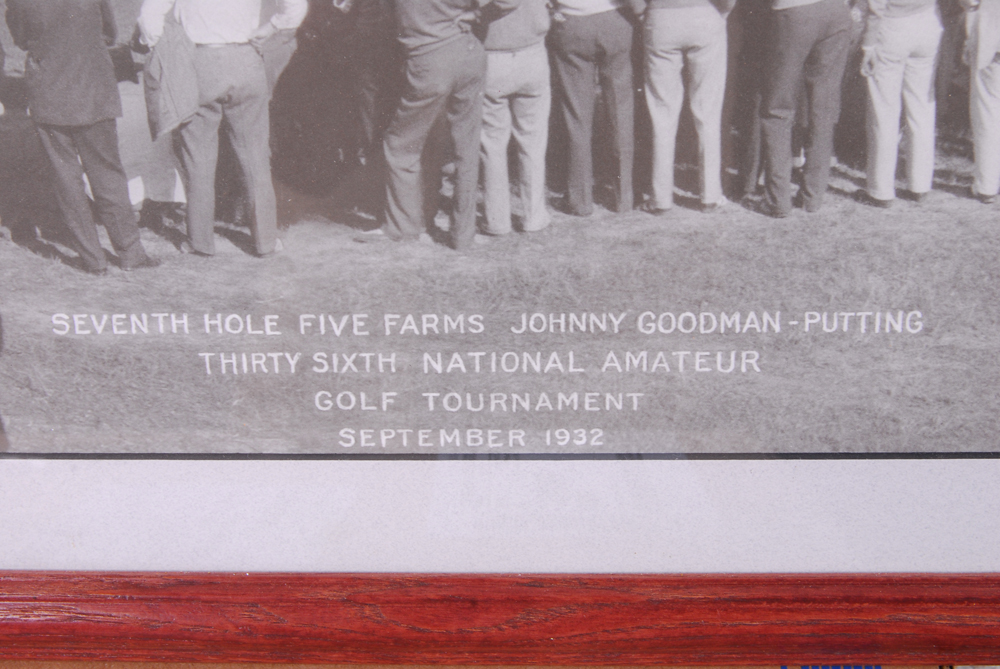 SEVENTH HOLE FIVE FARMS JOHNNY GOODMAN - PUTTING
THIRTY SIXTH NATIONAL AMATEUR
GOLF TOURNAMENT
SEPTEMBER 1932